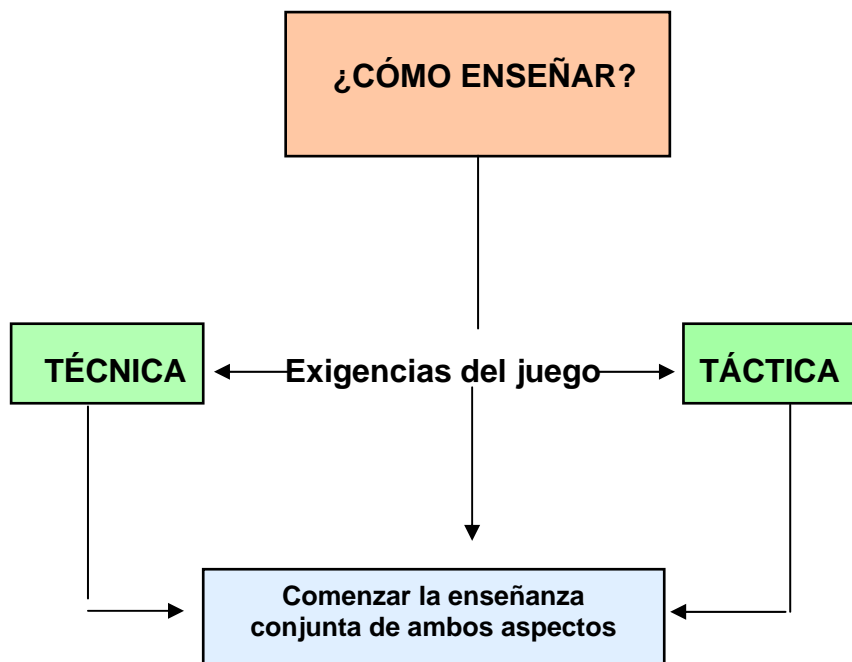 ¿CÓMO ENSEÑAR?
TÉCNICA
Exigencias del juego
TÁCTICA
Comenzar la enseñanza
conjunta de ambos aspectos